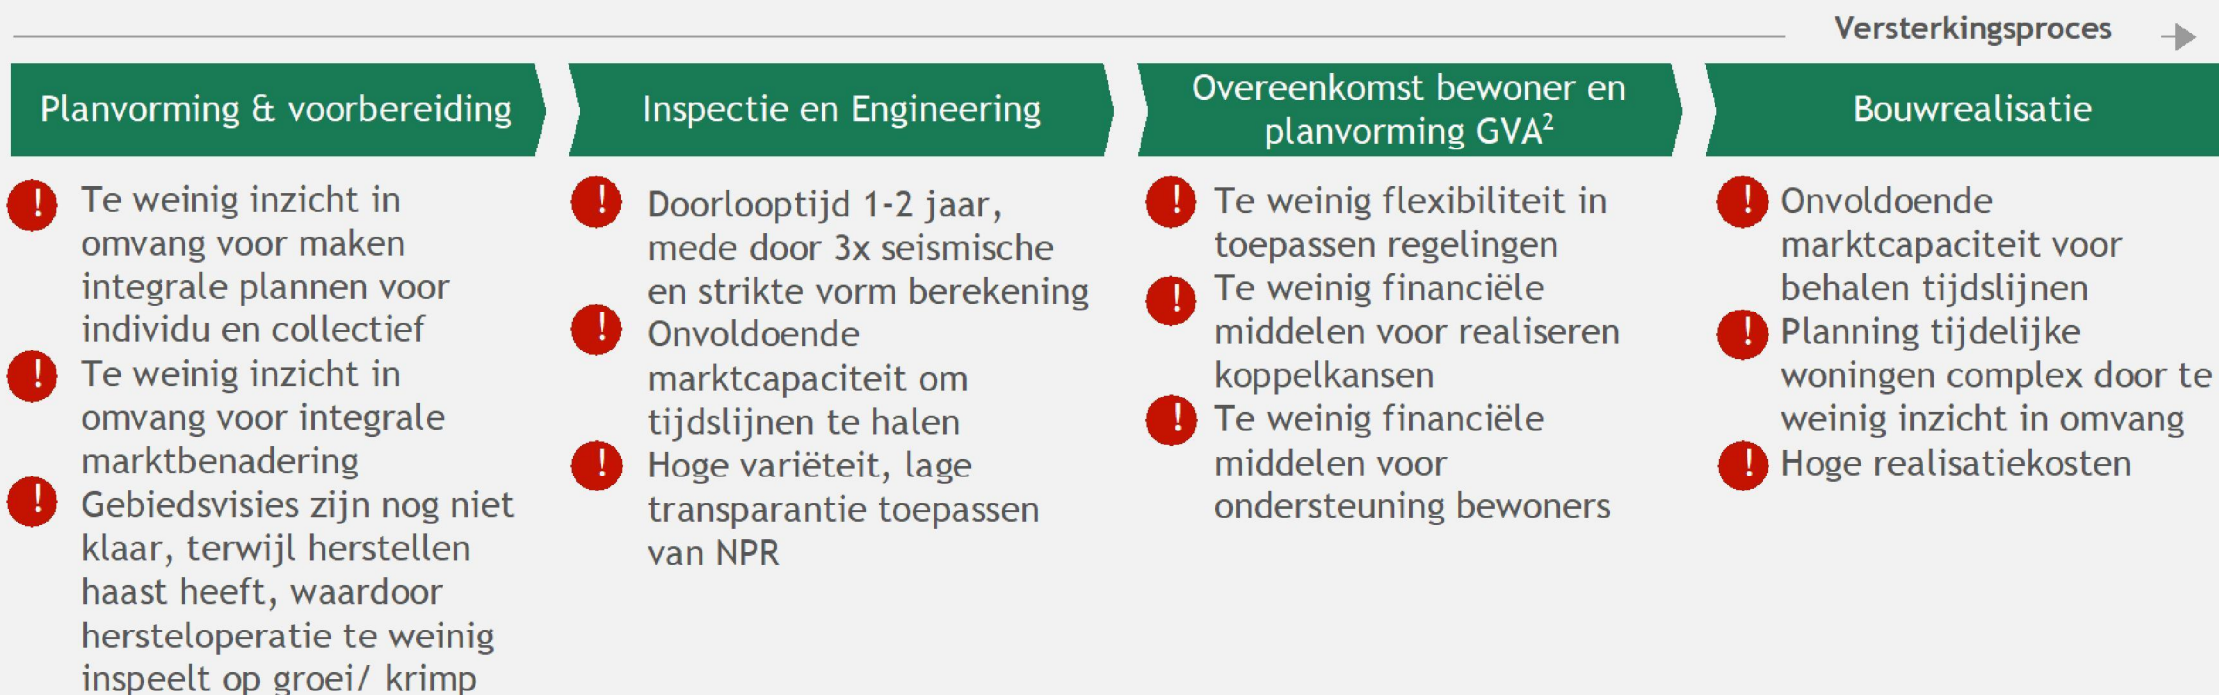 Versterkingsproces
Planvorming & voorbereiding
! Te weinig inzicht in
omvang voor maken
integrale plannen voor
individu en collectief
! Te weinig inzicht in
omvang voor integrale
marktbenadering
! Gebiedsvisies zijn nog niet
klaar, terwijl herstellen
haast heeft, waardoor
hersteloperatie te weinig
inspeelt op groei/ krimp
Inspectie en Engineering
! Doorlooptijd 1-2 jaar,
mede door 3x seismische
en strikte vorm berekening
! Onvoldoende
marktcapaciteit om
tijdslijnen te halen
! Hoge variëteit, lage
transparantie toepassen
van NPR
Overeenkomst bewoner en
planvorming GVA²
! Te weinig flexibiliteit in
toepassen regelingen
! Te weinig financiële
middelen voor realiseren
koppelkansen
! Te weinig financiële
middelen voor
ondersteuning bewoners
Bouwrealisatie
! Onvoldoende
marktcapaciteit voor
behalen tijdslijnen
! Planning tijdelijke
woningen complex door te
weinig inzicht in omvang
! Hoge realisatiekosten